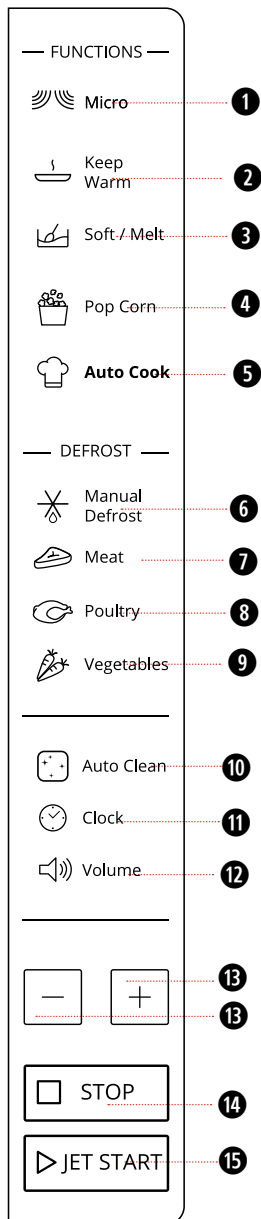 FUNCTIONS
Micro 1
Keep
Warm 2
Soft / Melt 3
Pop Corn 4
Auto Cook 5
DEFROST
Manual
Defrost 6
Meat 7
Poultry 8
Vegetables 9
Auto Clean 10
Clock 11
Volume 12
13
− + 
13
STOP 14
JET START 15